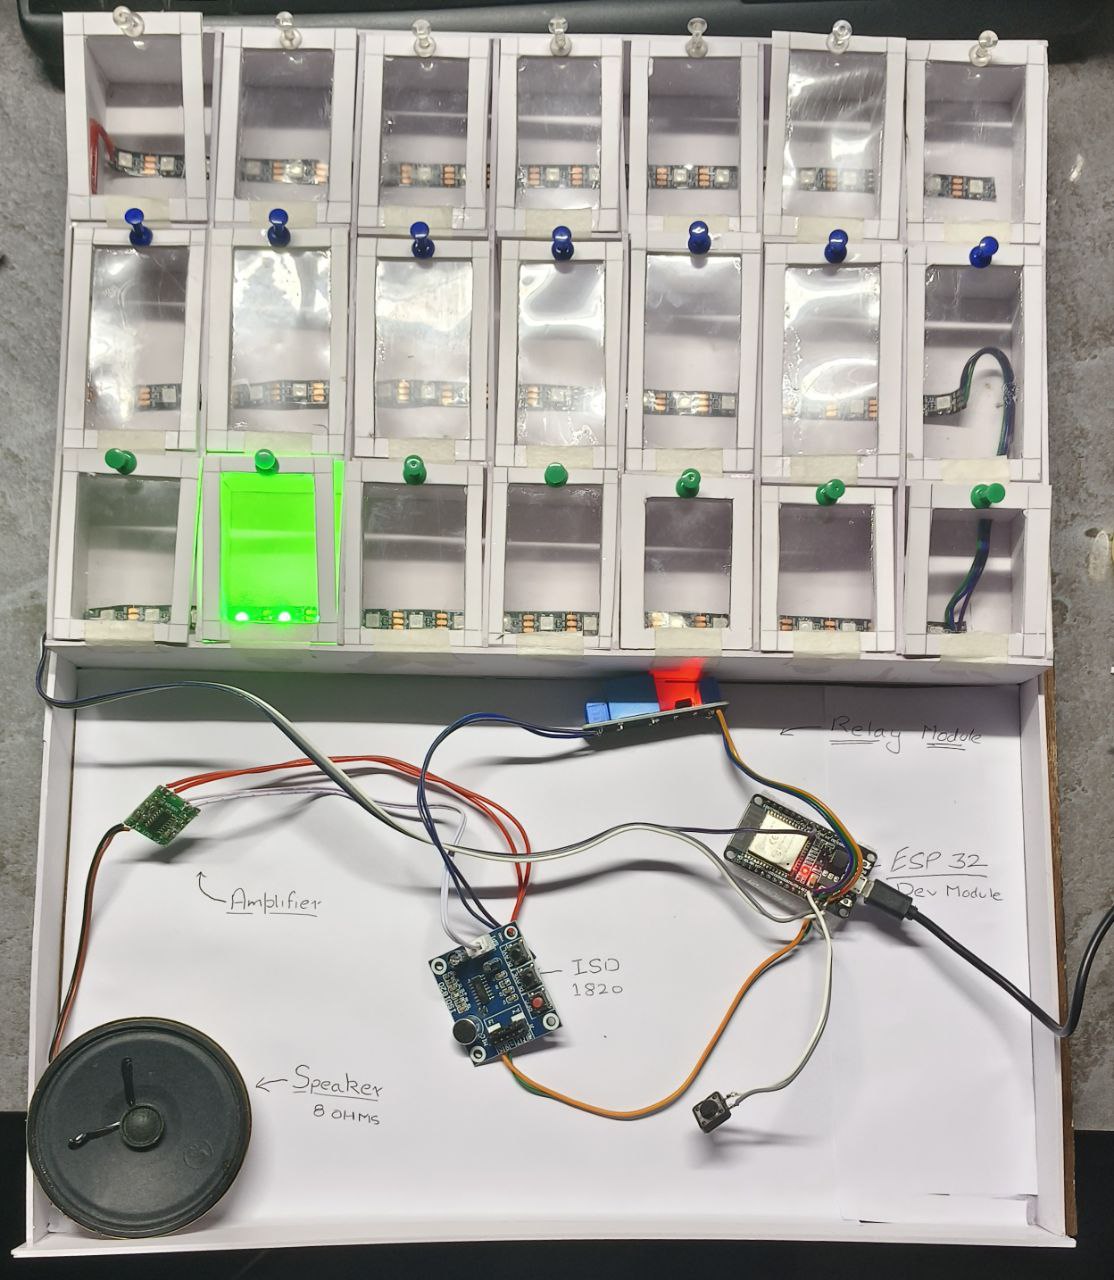 Relay Module
ESP 32
Dev Module
Amplifier
ISD
1820
Speaker
8 OHMS